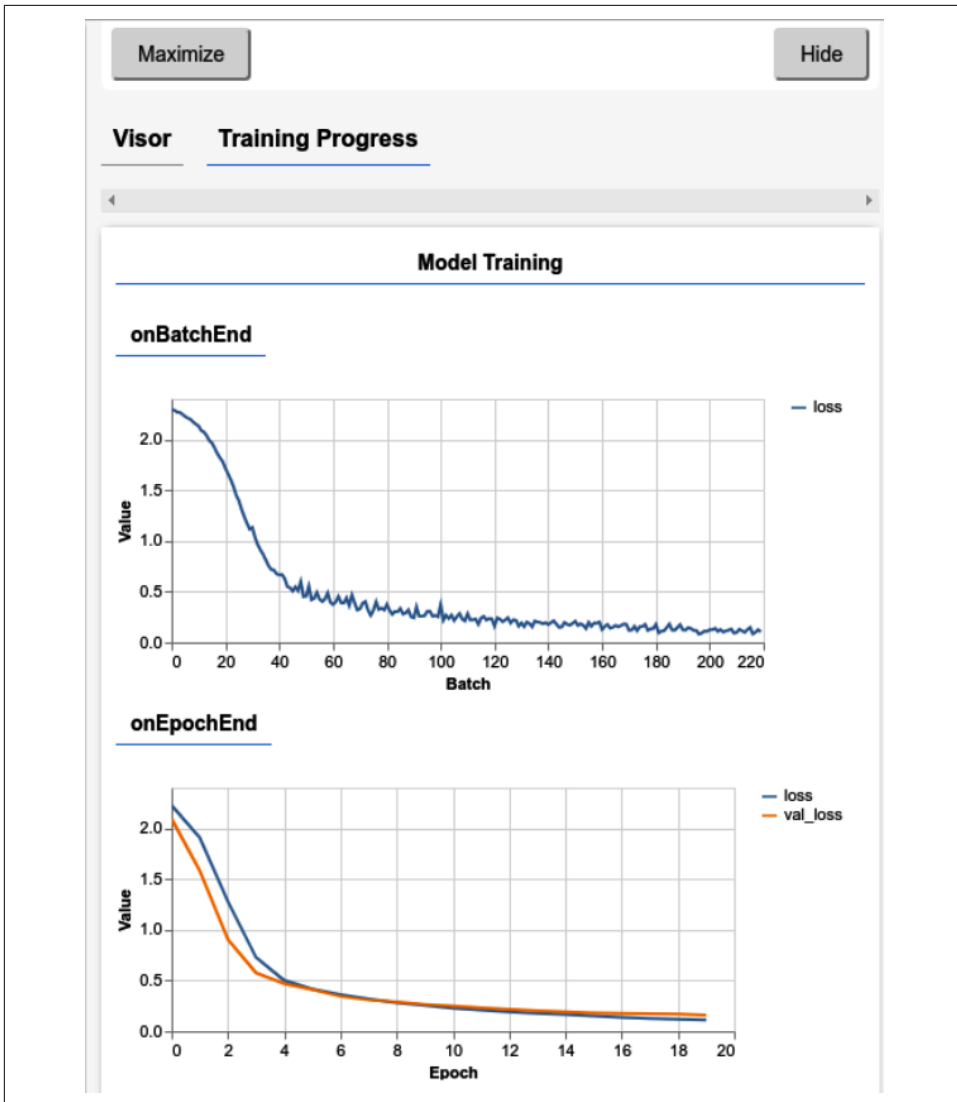 Maximize Hide
Visor Training Progress
Model Training
onBatchEnd
loss
2.0
1.5
1.0
0.5
0.0
Value
0 20 40 60 80 100 120 140 160 180 200 220
Batch
onEpochEnd
loss
val_loss
2.0
1.5
1.0
0.5
0.0
Value
0 2 4 6 8 10 12 14 16 18 20
Epoch